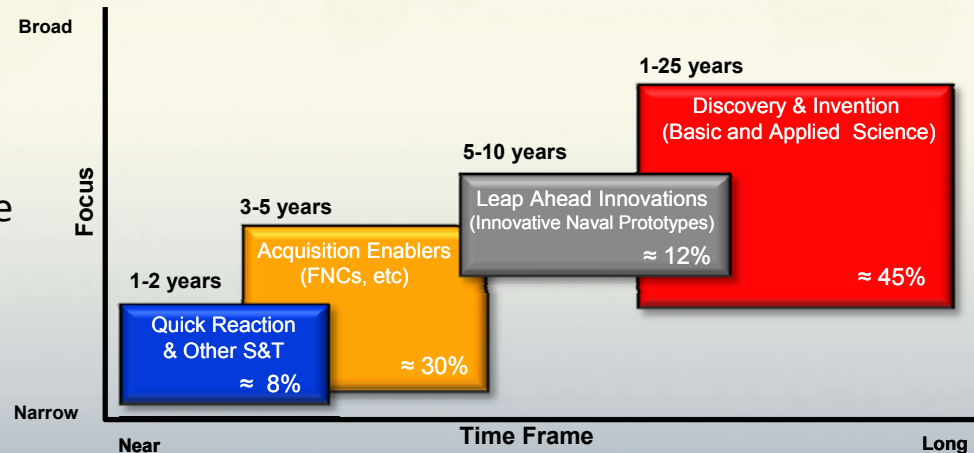 Broad
1-25 years
Discovery & Invention
(Basic and Applied Science)
≈ 45%
5-10 years
Leap Ahead Innovations
(Innovative Naval Prototypes)
≈ 12%
3-5 years
Acquisition Enablers
(FNCs, etc)
≈ 30%
1-2 years
Quick Reaction
& Other S&T
≈ 8%
Focus
e
Narrow
Near
Time Frame
Long